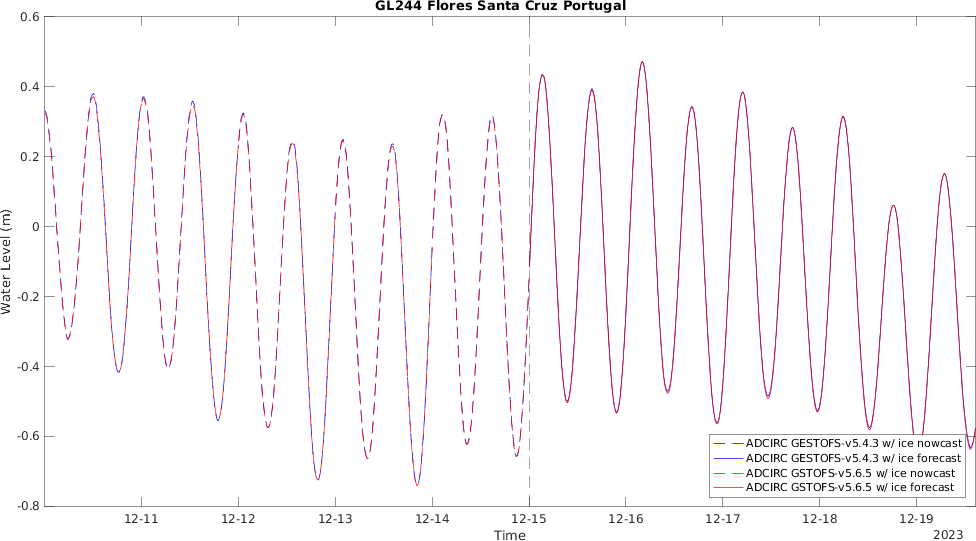 GL244 Flores Santa Cruz Portugal
0.6
0.4
0.2
0
-0.2
-0.4
-0.6
-0.8
Water Level (m)
12-11
12-12
12-13
12-14
12-15
12-16
12-17
12-18
12-19
Time
2023
ADCIRC GESTOFS-v5.4.3 w/ ice nowcast
ADCIRC GESTOFS-v5.4.3 w/ ice forecast
ADCIRC GSTOFS-v5.6.5 w/ ice nowcast
ADCIRC GSTOFS-v5.6.5 w/ ice forecast